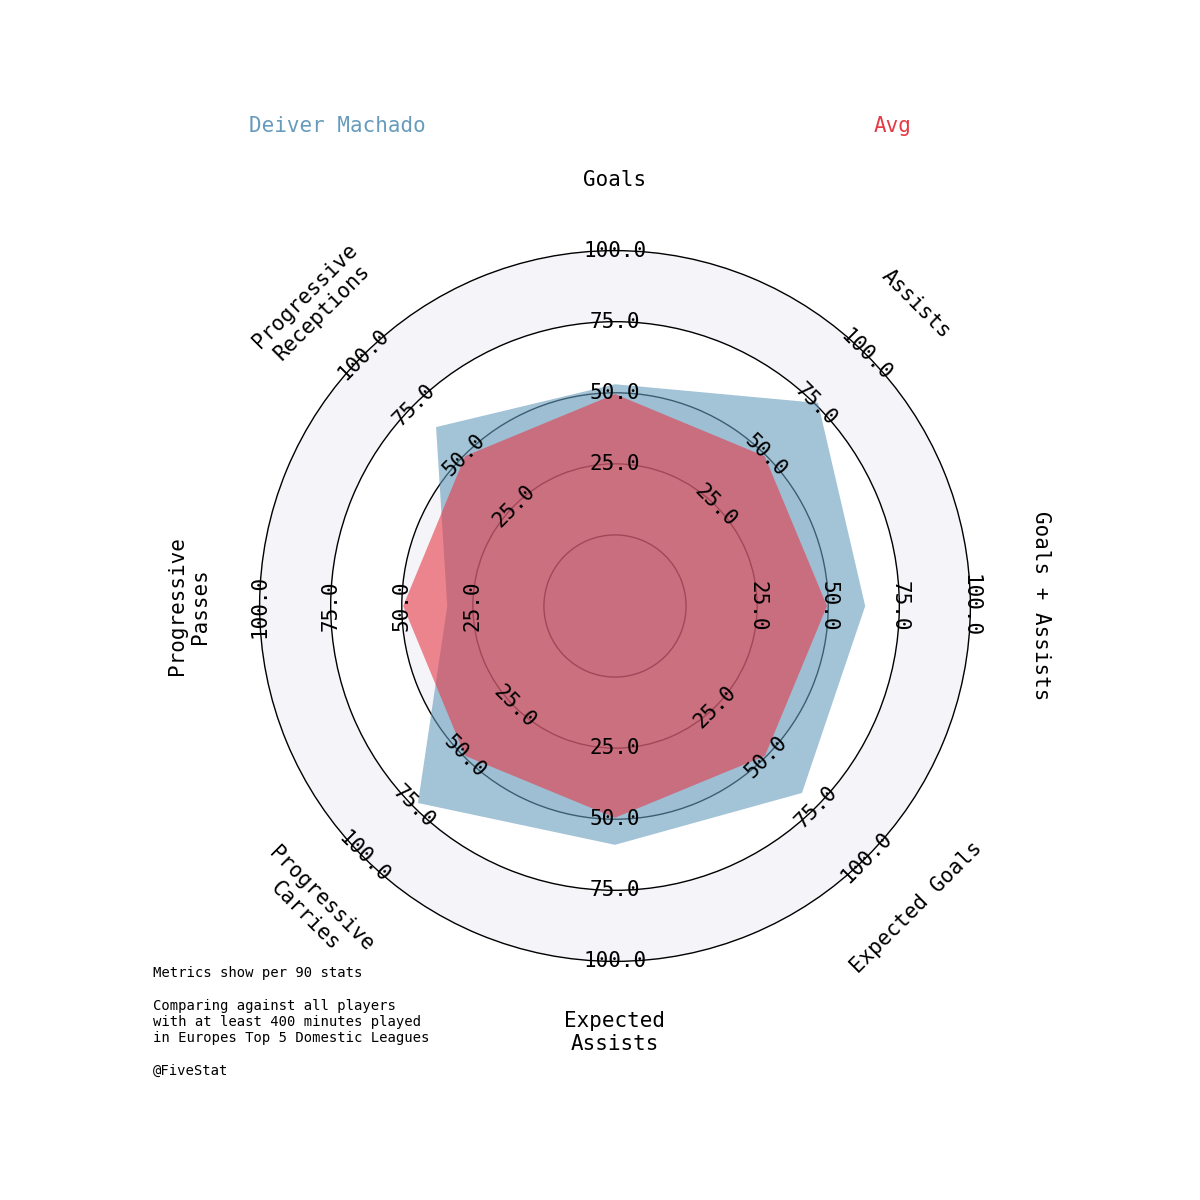 Deiver Machado
Avg
Goals
Assists
Goals + Assists
Expected Goals
Expected
Assists
Progressive
Carries
Progressive
Passes
Progressive
Receptions
100.0
75.0
50.0
25.0
100.0
75.0
50.0
25.0
100.0
75.0
50.0
25.0
100.0
75.0
50.0
25.0
25.0
50.0
75.0
100.0
25.0
50.0
75.0
100.0
100.0
75.0
50.0
25.0
100.0
75.0
50.0
25.0
Metrics show per 90 stats
Comparing against all players
with at least 400 minutes played
in Europes Top 5 Domestic Leagues
@FiveStat